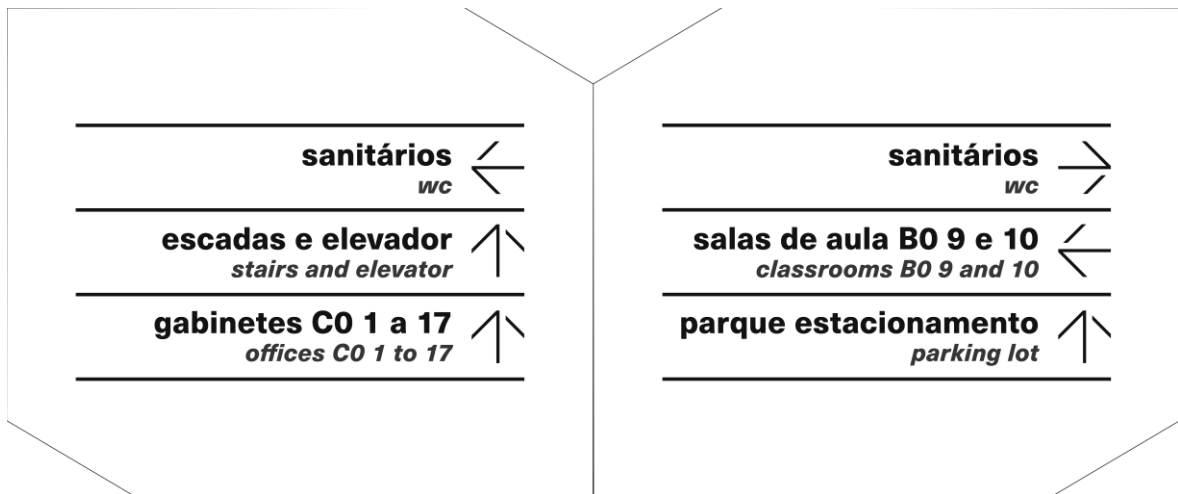 sanitários
wc
escadas e elevador
stairs and elevator
gabinetes C0 1 a 17
offices C0 1 to 17
sanitários
wc
salas de aula B0 9 e 10
classrooms B0 9 and 10
parque estacionamento
parking lot